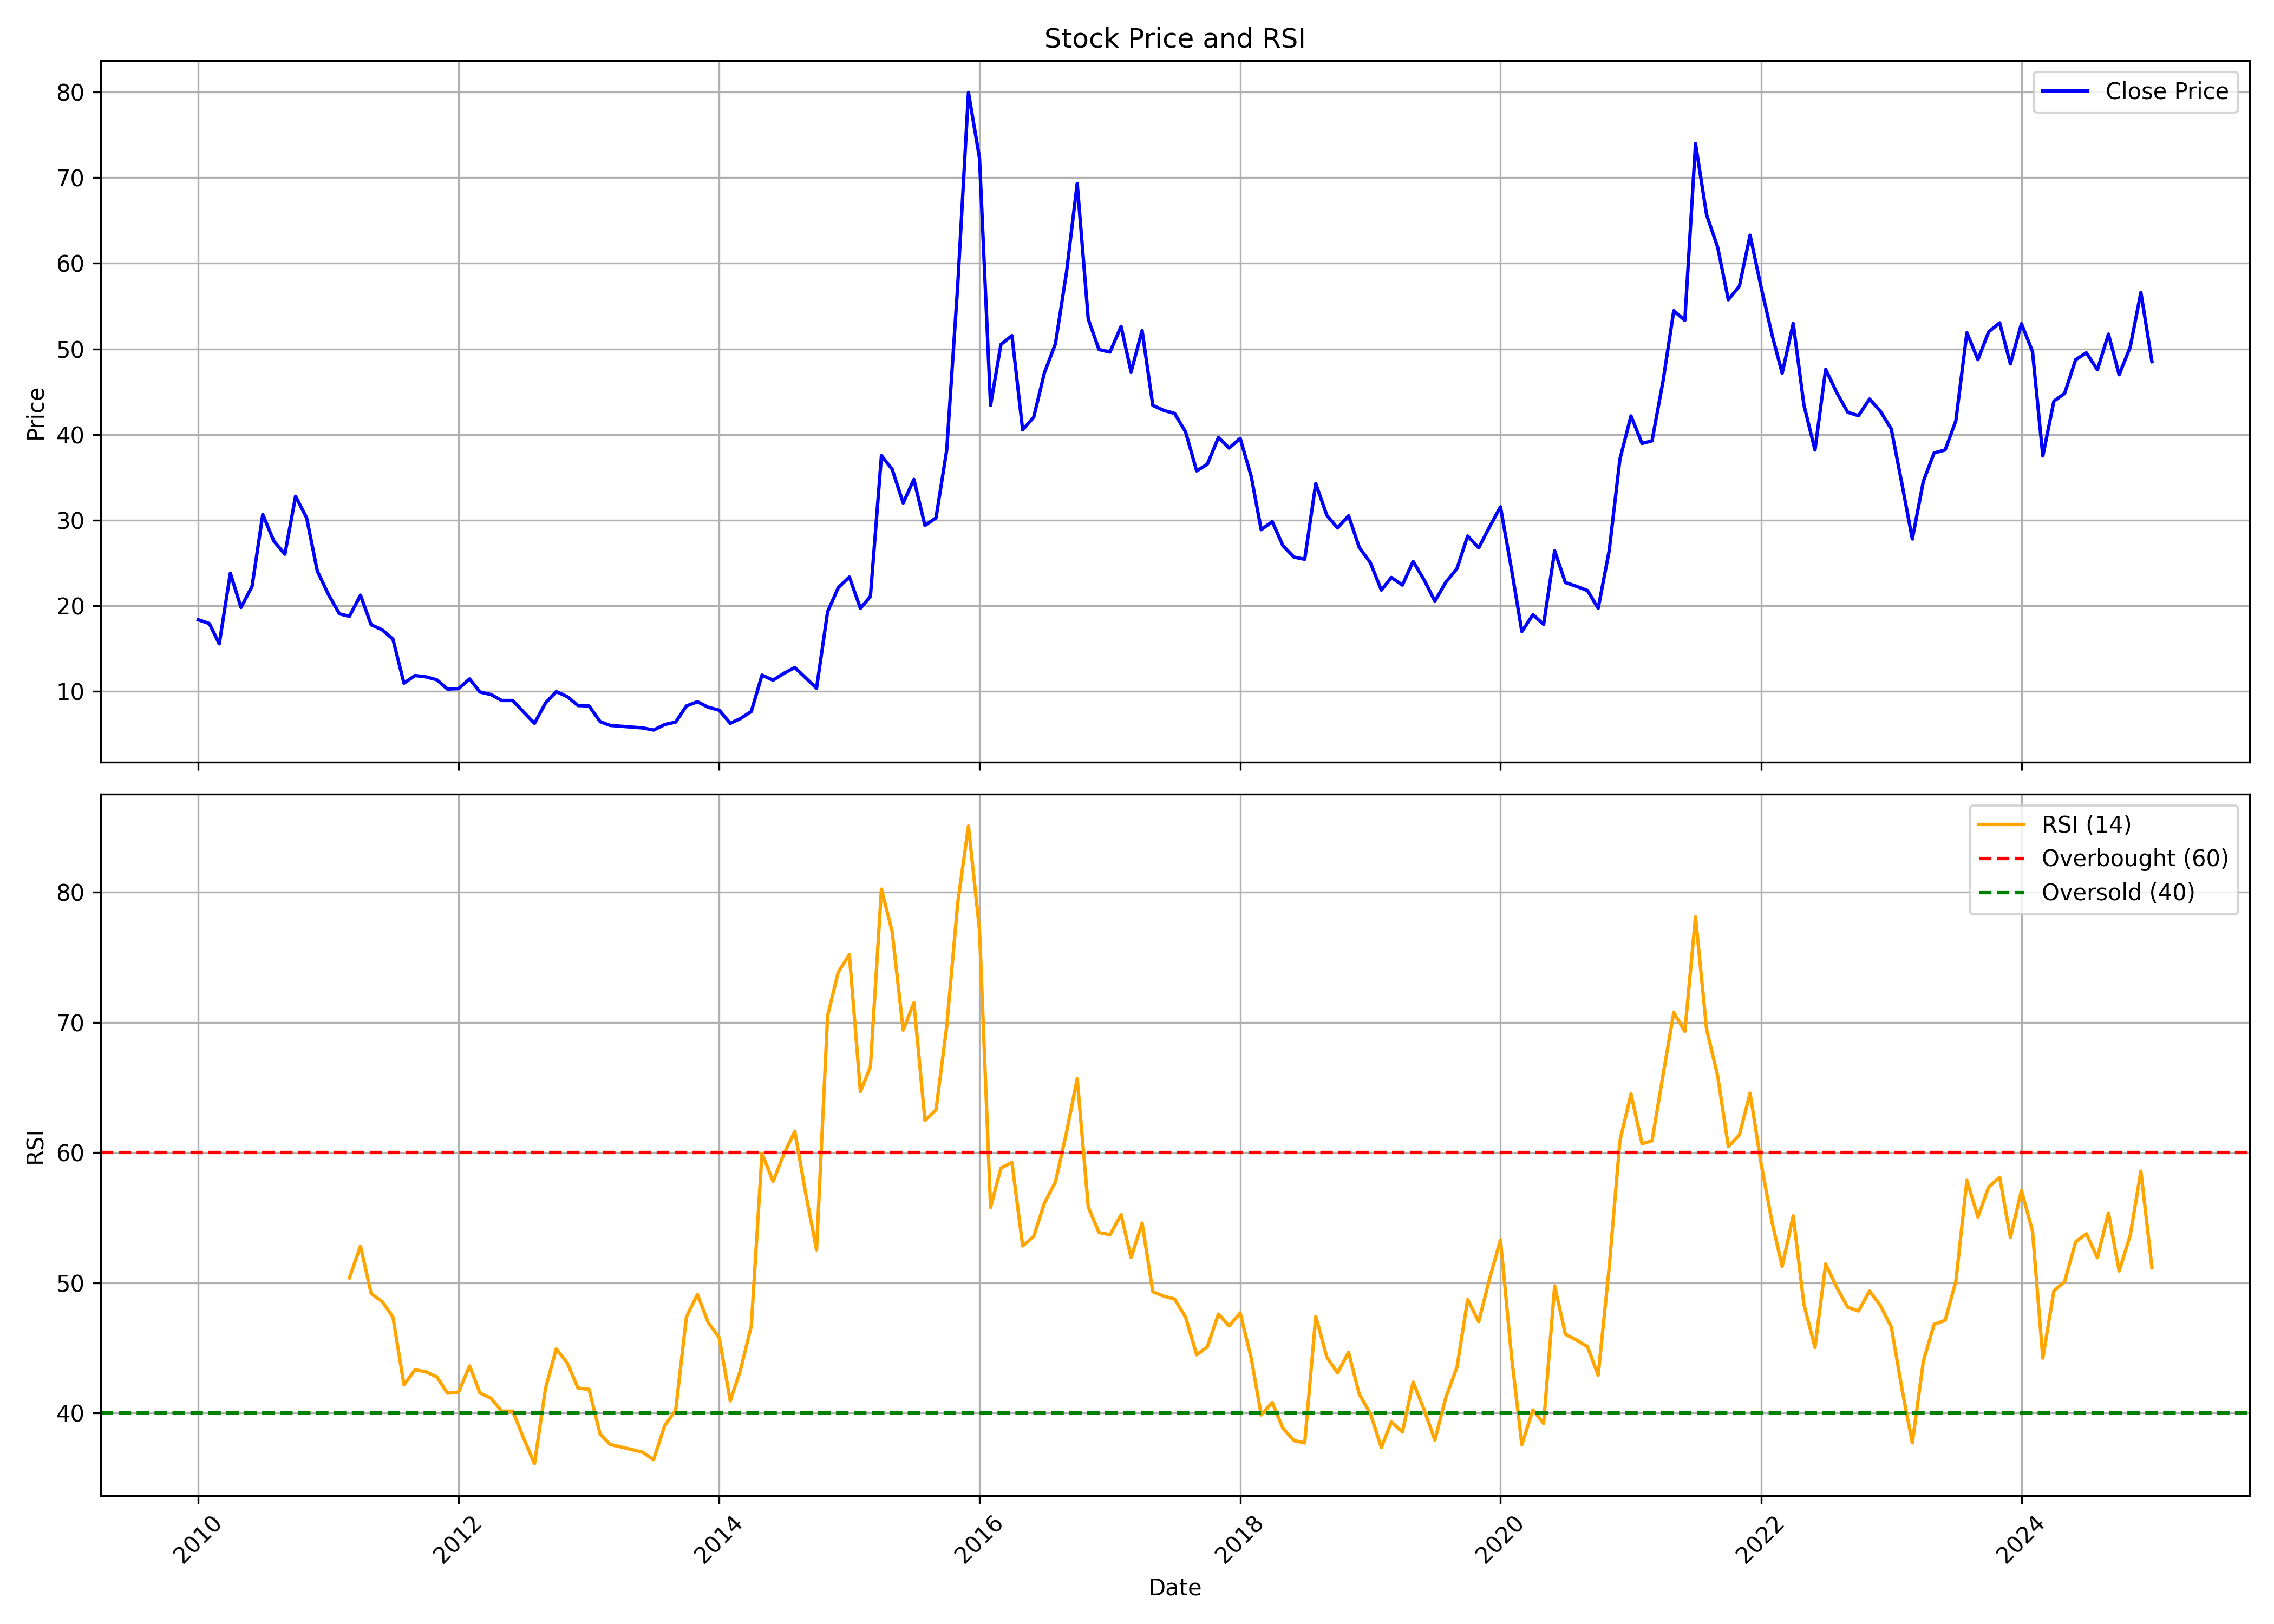 Stock Price and RSI
80
70
60
50
40
30
20
10
Price
Close Price
80
70
60
50
40
RSI
RSI (14)
Overbought (60)
Oversold (40)
2010
2012
2014
2016
2018
2020
2022
2024
Date